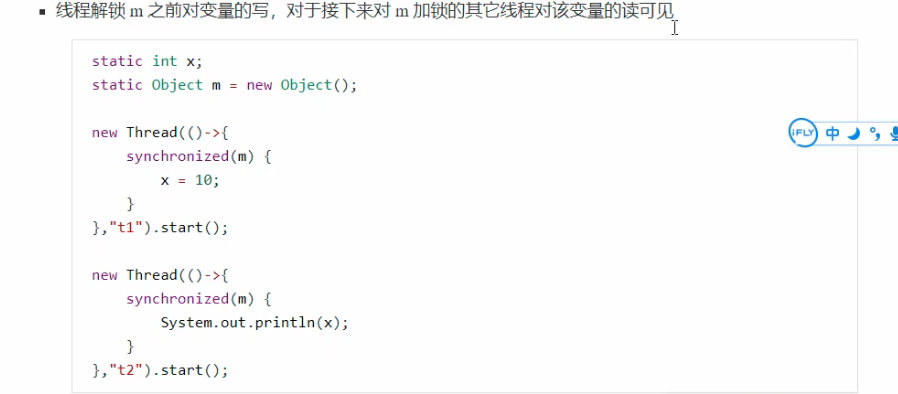 线程解锁 m 之前对变量的写，对于接下来对 m 加锁的其它线程对该变量的读可见
static int x;
static Object m = new Object();
new Thread(()->{
    synchronized(m) {
        x = 10;
    }
},"t1").start();
new Thread(()->{
    synchronized(m) {
        System.out.println(x);
    }
},"t2").start();
iFLY 中